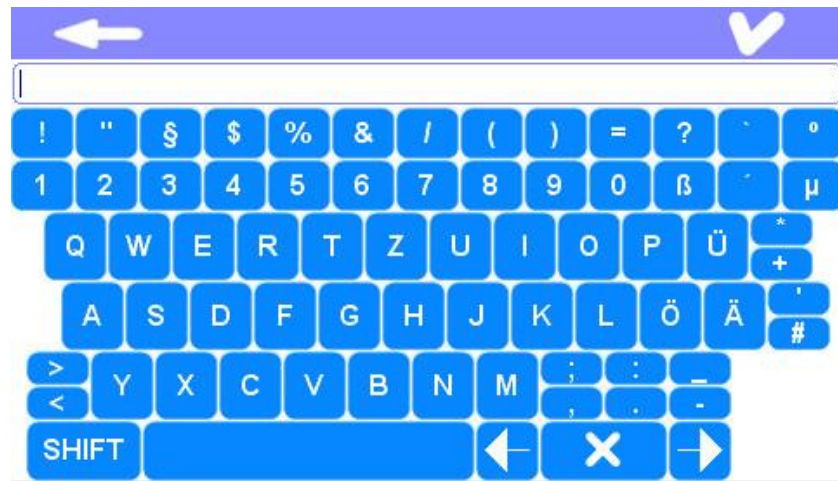 ! " § $ % & / ( ) = ? ` º
1 2 3 4 5 6 7 8 9 0 ß ´ µ
Q W E R T Z U I O P Ü * +
A S D F G H J K L Ö Ä ' #
> < Y X C V B N M ; , : . _ -
SHIFT